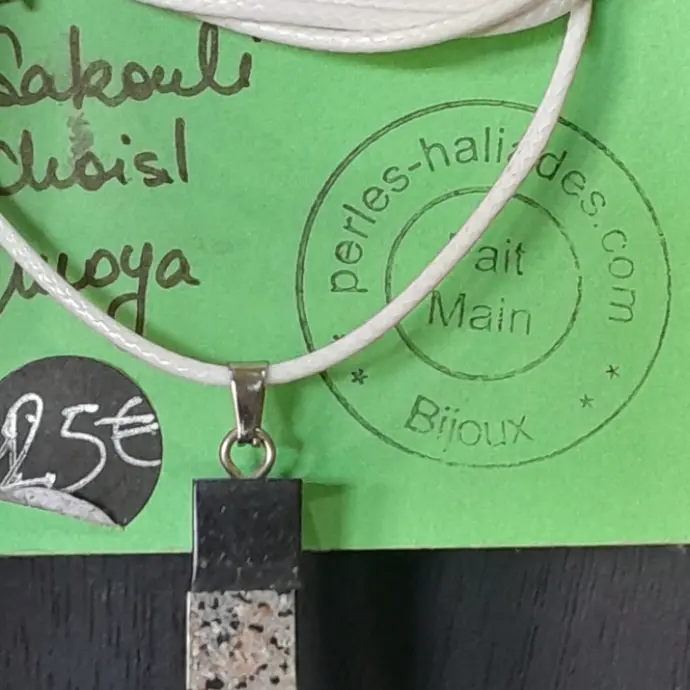 Sakouli
Choisl
25€
perles-haliades.com
Fait
Main
Bijoux